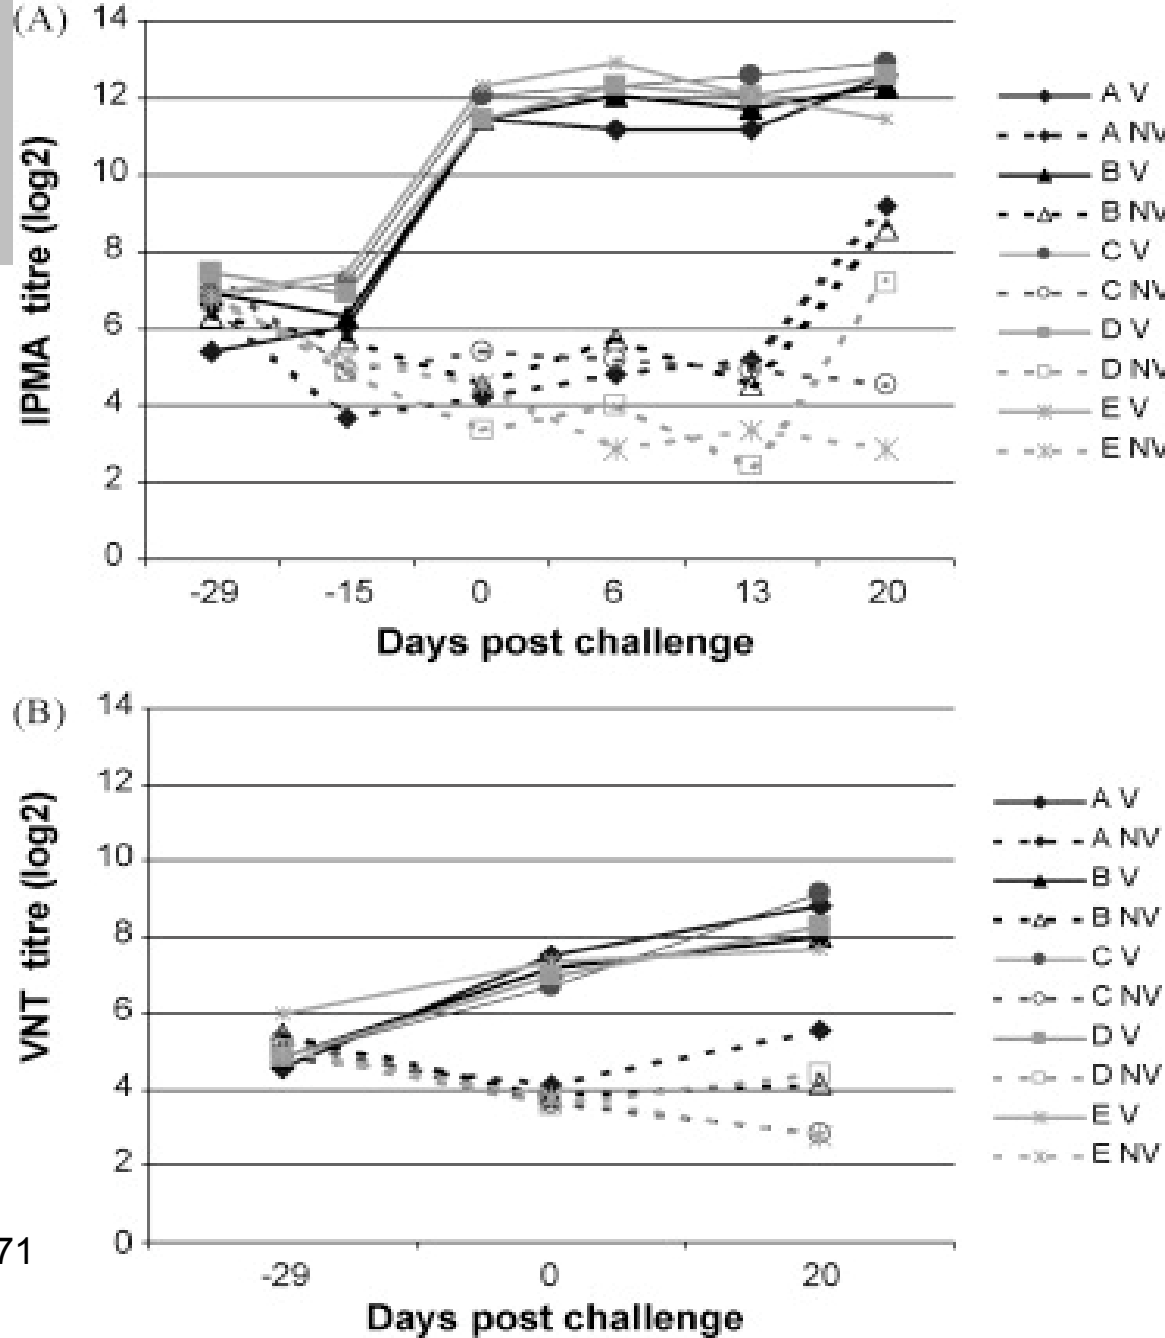 (A)
14
12
10
8
6
4
2
0
IPMA titre (log2)
-29 -15 0 6 13 20
Days post challenge
A V
A NV
B V
B NV
C V
C NV
D V
D NV
E V
E NV
(B)
14
12
10
8
6
4
2
0
VNT titre (log2)
-29 0 20
Days post challenge
A V
A NV
B V
B NV
C V
C NV
D V
D NV
E V
E NV
71